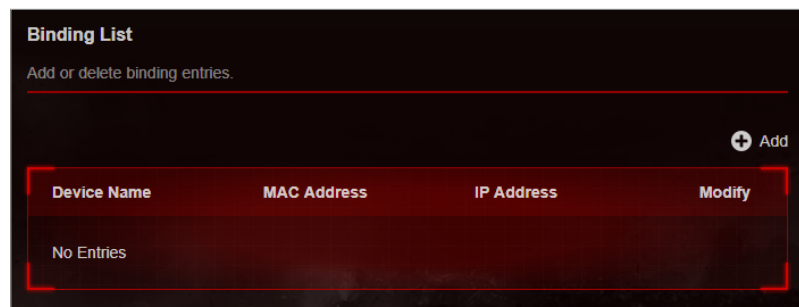 Binding List
Add or delete binding entries.
Add
Device Name MAC Address IP Address Modify
No Entries